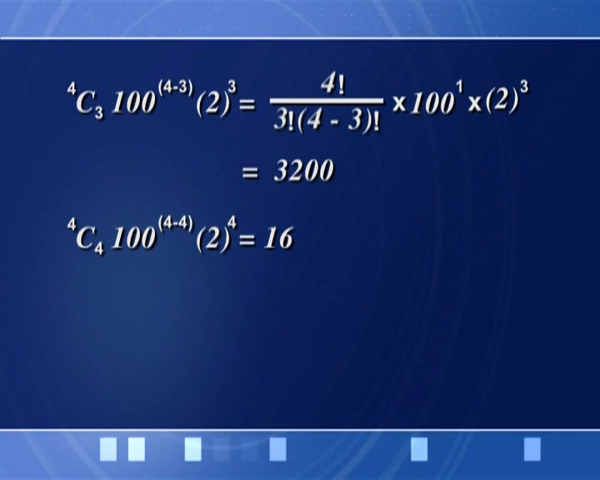 ⁴C₃ 100⁽⁴⁻³⁾ (2)³ = 4! / 3!(4 - 3)! x 100¹ x (2)³
= 3200
⁴C₄ 100⁽⁴⁻⁴⁾ (2)⁴ = 16